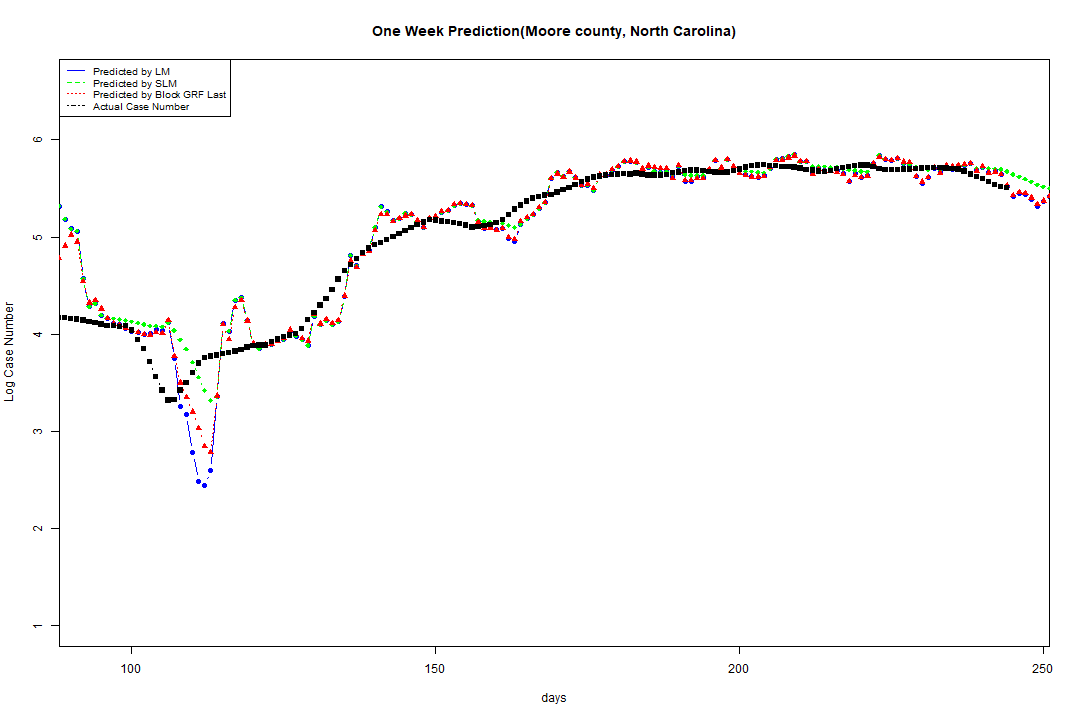 One Week Prediction(Moore county, North Carolina)
Predicted by LM
Predicted by SLM
Predicted by Block GRF Last
Actual Case Number
6
5
4
3
2
1
Log Case Number
100 150 200 250
days